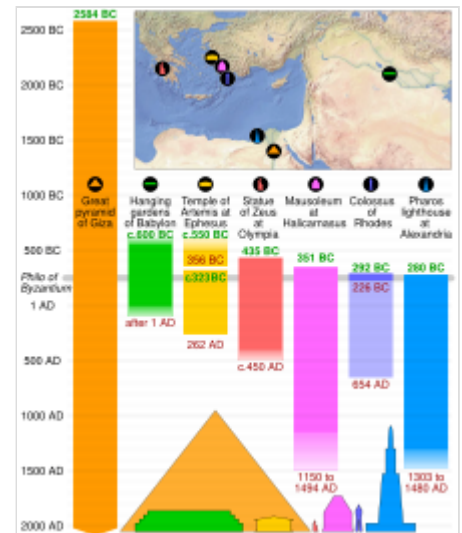 2584 BC
2500 BC
2000 BC
1500 BC
1000 BC
Great
pyramid
of Giza
Hanging
gardens
of Babylon
c.600 BC
Temple of
Artemis at
Ephesus
c.550 BC
Statue
of Zeus
at
Olympia
435 BC
Mausoleum
at
Halicarnassus
351 BC
Colossus
of
Rhodes
292 BC
Pharos
lighthouse
at
Alexandria
280 BC
500 BC
356 BC
Philo of
Byzantium
c323BC
226 BC
1 AD
after 1 AD
262 AD
500 AD
c.450 AD
654 AD
1000 AD
1500 AD
1150 to
1494 AD
1303 to
1480 AD
2000 AD